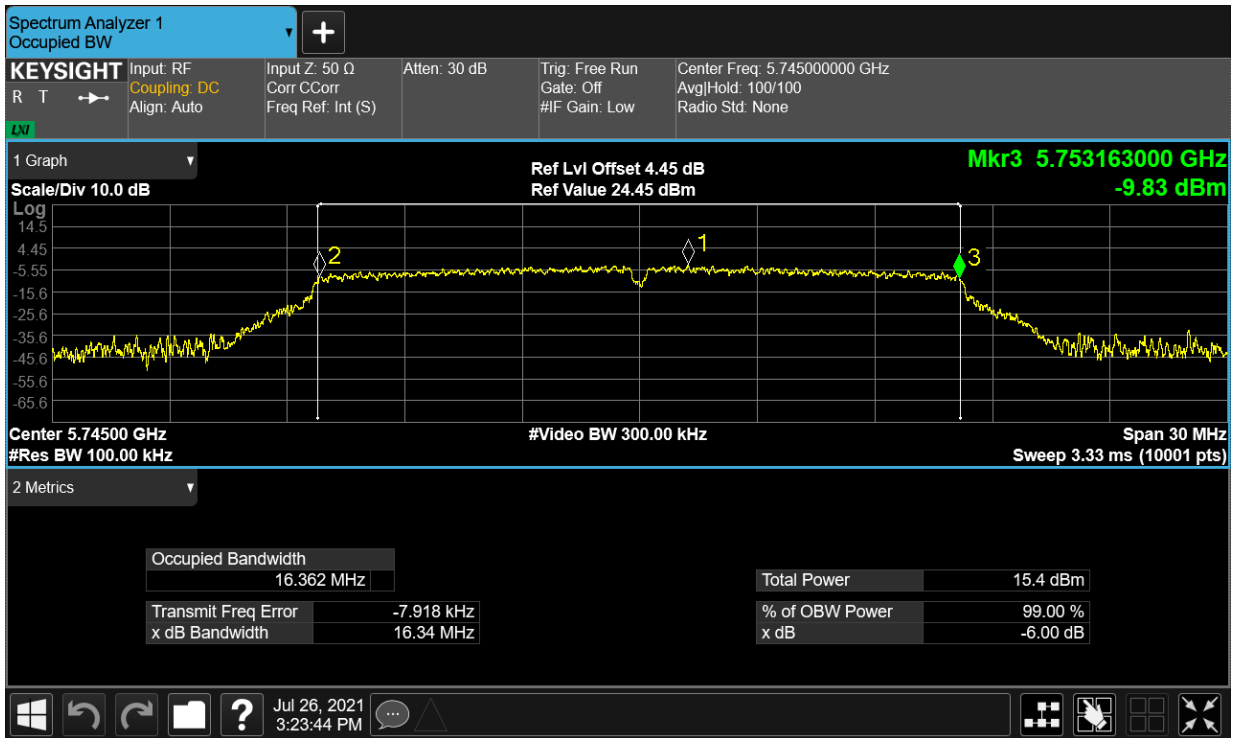 Spectrum Analyzer 1
Occupied BW
KEYSIGHT
R T
LXI
Input: RF
Coupling: DC
Align: Auto
Input Z: 50 Ω
Corr CCorr
Freq Ref: Int (S)
Atten: 30 dB
Trig: Free Run
Gate: Off
#IF Gain: Low
Center Freq: 5.745000000 GHz
Avg|Hold: 100/100
Radio Std: None
1 Graph
Scale/Div 10.0 dB
Ref Lvl Offset 4.45 dB
Ref Value 24.45 dBm
Mkr3 5.753163000 GHz
-9.83 dBm
Log
14.5
4.45
-5.55
-15.6
-25.6
-35.6
-45.6
-55.6
-65.6
2
1
3
Center 5.74500 GHz
#Video BW 300.00 kHz
Span 30 MHz
#Res BW 100.00 kHz
Sweep 3.33 ms (10001 pts)
2 Metrics
Occupied Bandwidth
16.362 MHz
Transmit Freq Error -7.918 kHz
x dB Bandwidth 16.34 MHz
Total Power 15.4 dBm
% of OBW Power 99.00 %
x dB -6.00 dB
?
Jul 26, 2021
3:23:44 PM